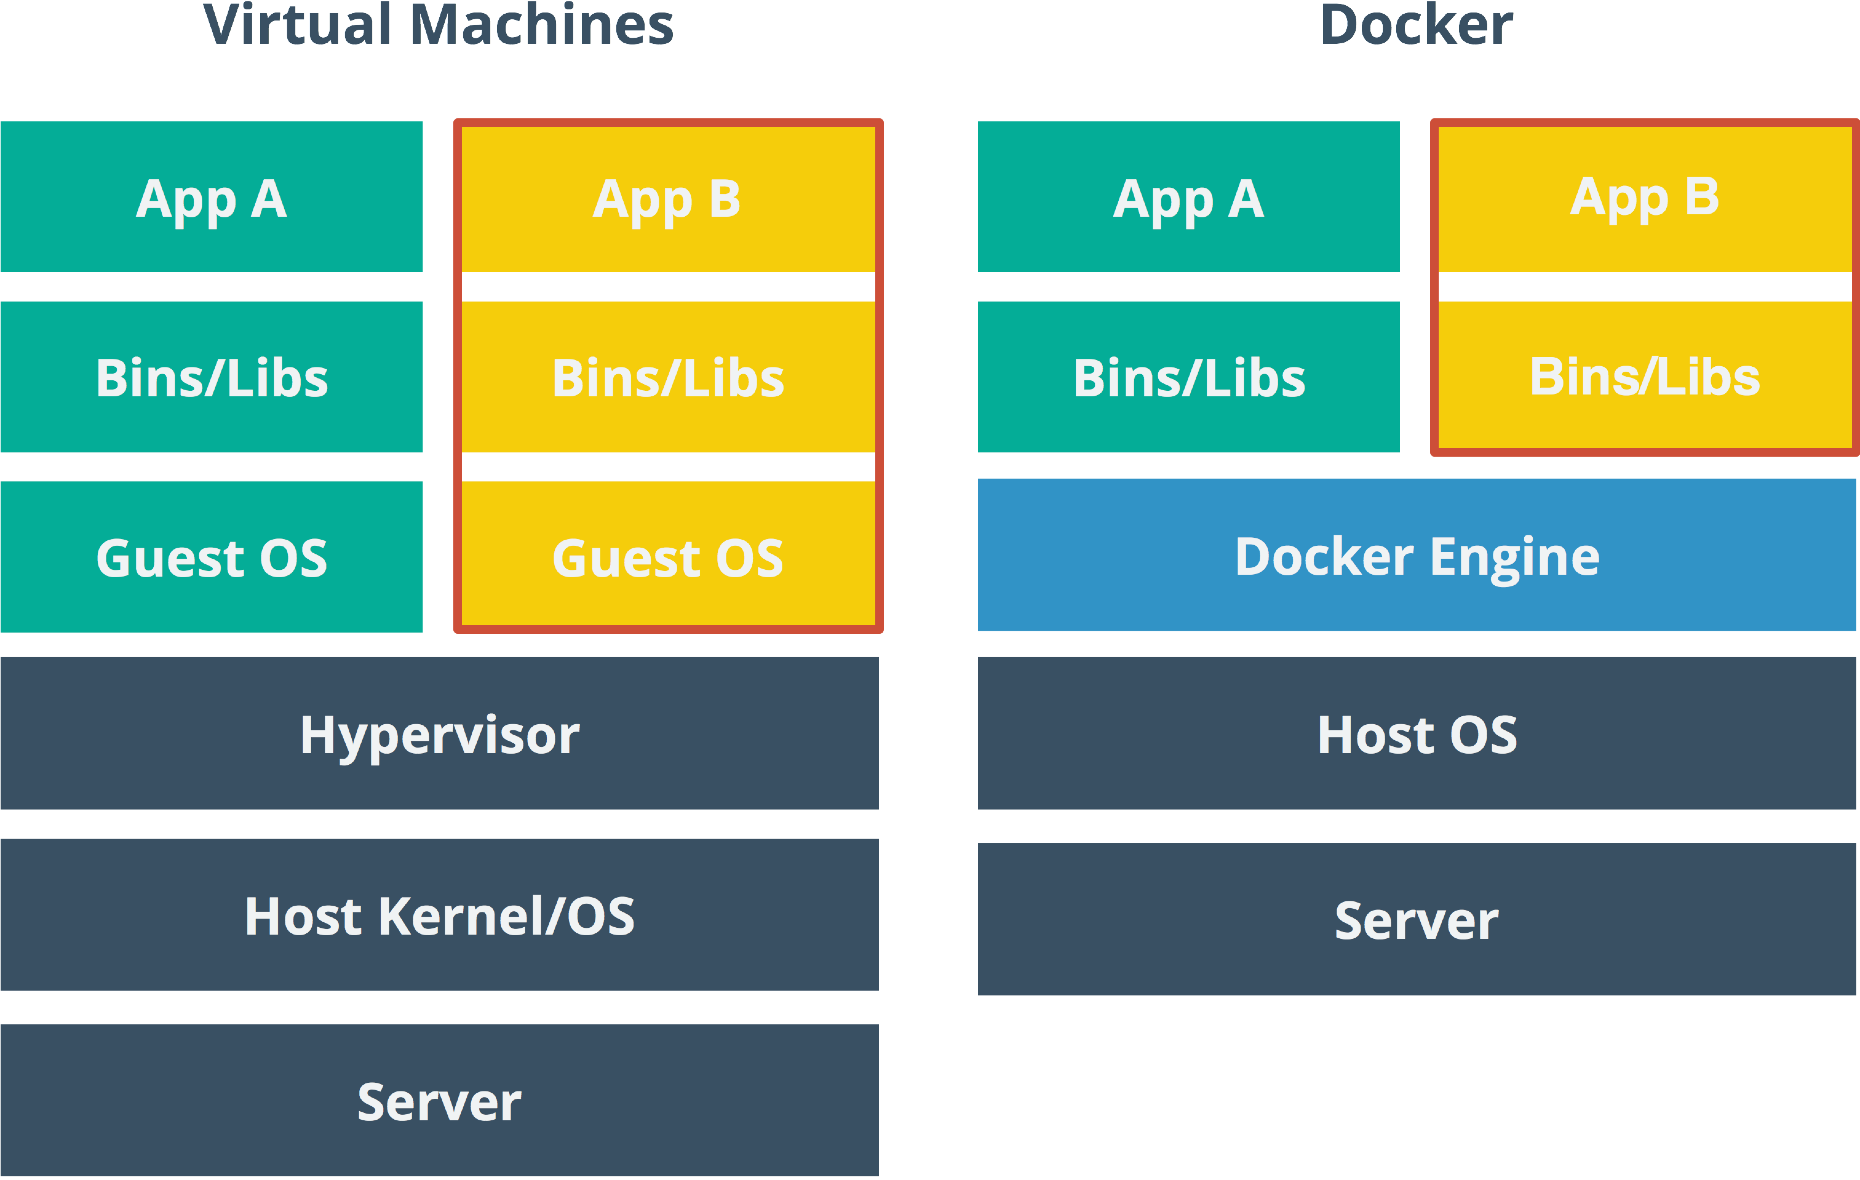 Virtual Machines
App A
App B
Bins/Libs
Bins/Libs
Guest OS
Guest OS
Hypervisor
Host Kernel/OS
Server
Docker
App A
App B
Bins/Libs
Bins/Libs
Docker Engine
Host OS
Server